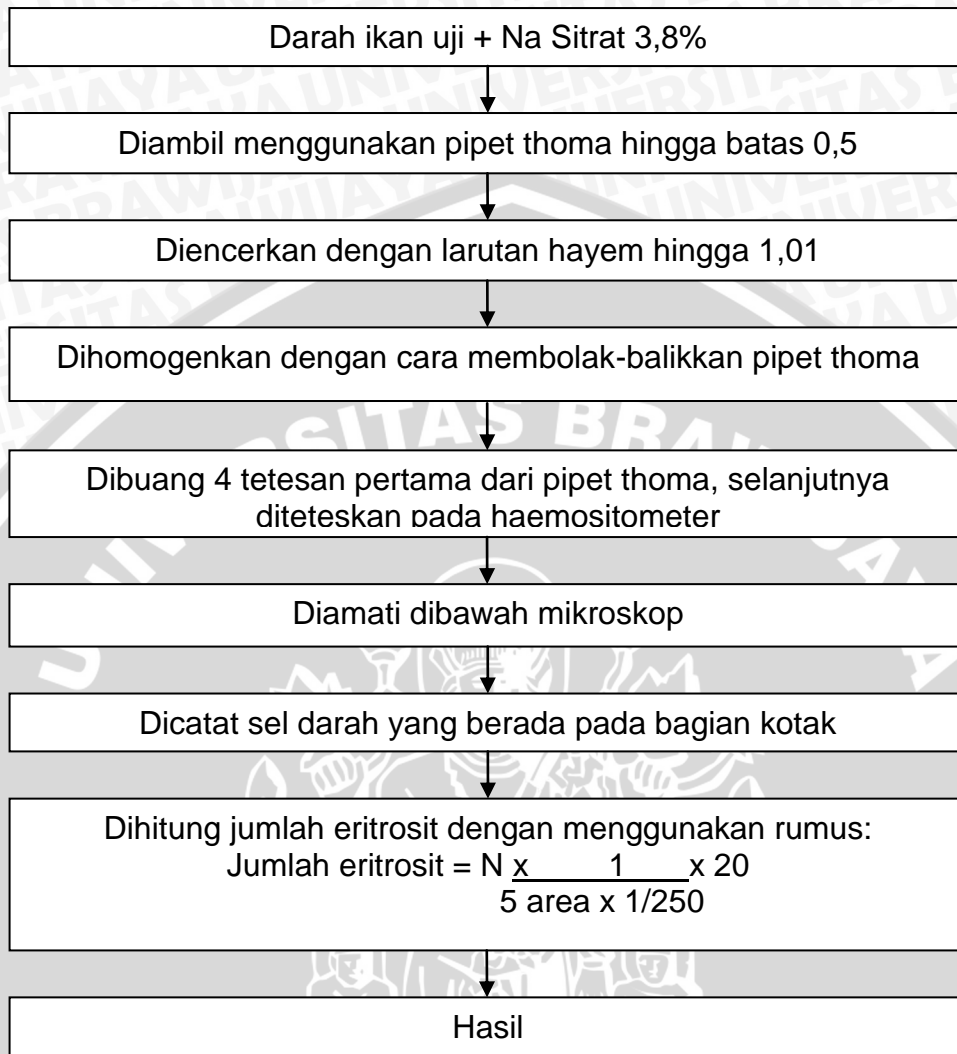 Darah ikan uji + Na Sitrat 3,8%
Diambil menggunakan pipet thoma hingga batas 0,5
Diencerkan dengan larutan hayem hingga 1,01
Dihomogenkan dengan cara membolak-balikkan pipet thoma
Dibuang 4 tetesan pertama dari pipet thoma, selanjutnya
diteteskan pada haemositometer
Diamati dibawah mikroskop
Dicatat sel darah yang berada pada bagian kotak
Dihitung jumlah eritrosit dengan menggunakan rumus:
Jumlah eritrosit = N x 1 x 20
5 area x 1/250
Hasil